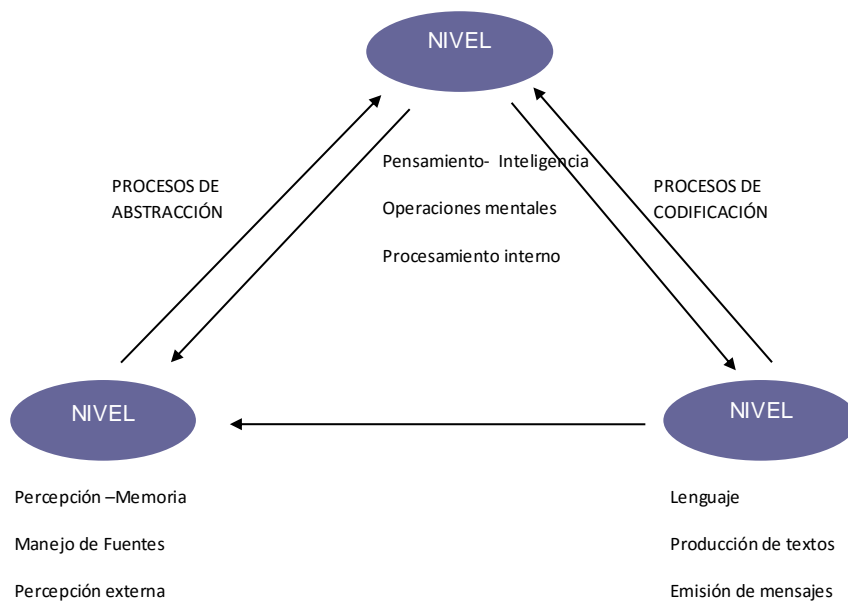 NIVEL
Pensamiento- Inteligencia
Operaciones mentales
Procesamiento interno
PROCESOS DE
ABSTRACCIÓN
PROCESOS DE
CODIFICACIÓN
NIVEL
Percepción –Memoria
Manejo de Fuentes
Percepción externa
NIVEL
Lenguaje
Producción de textos
Emisión de mensajes